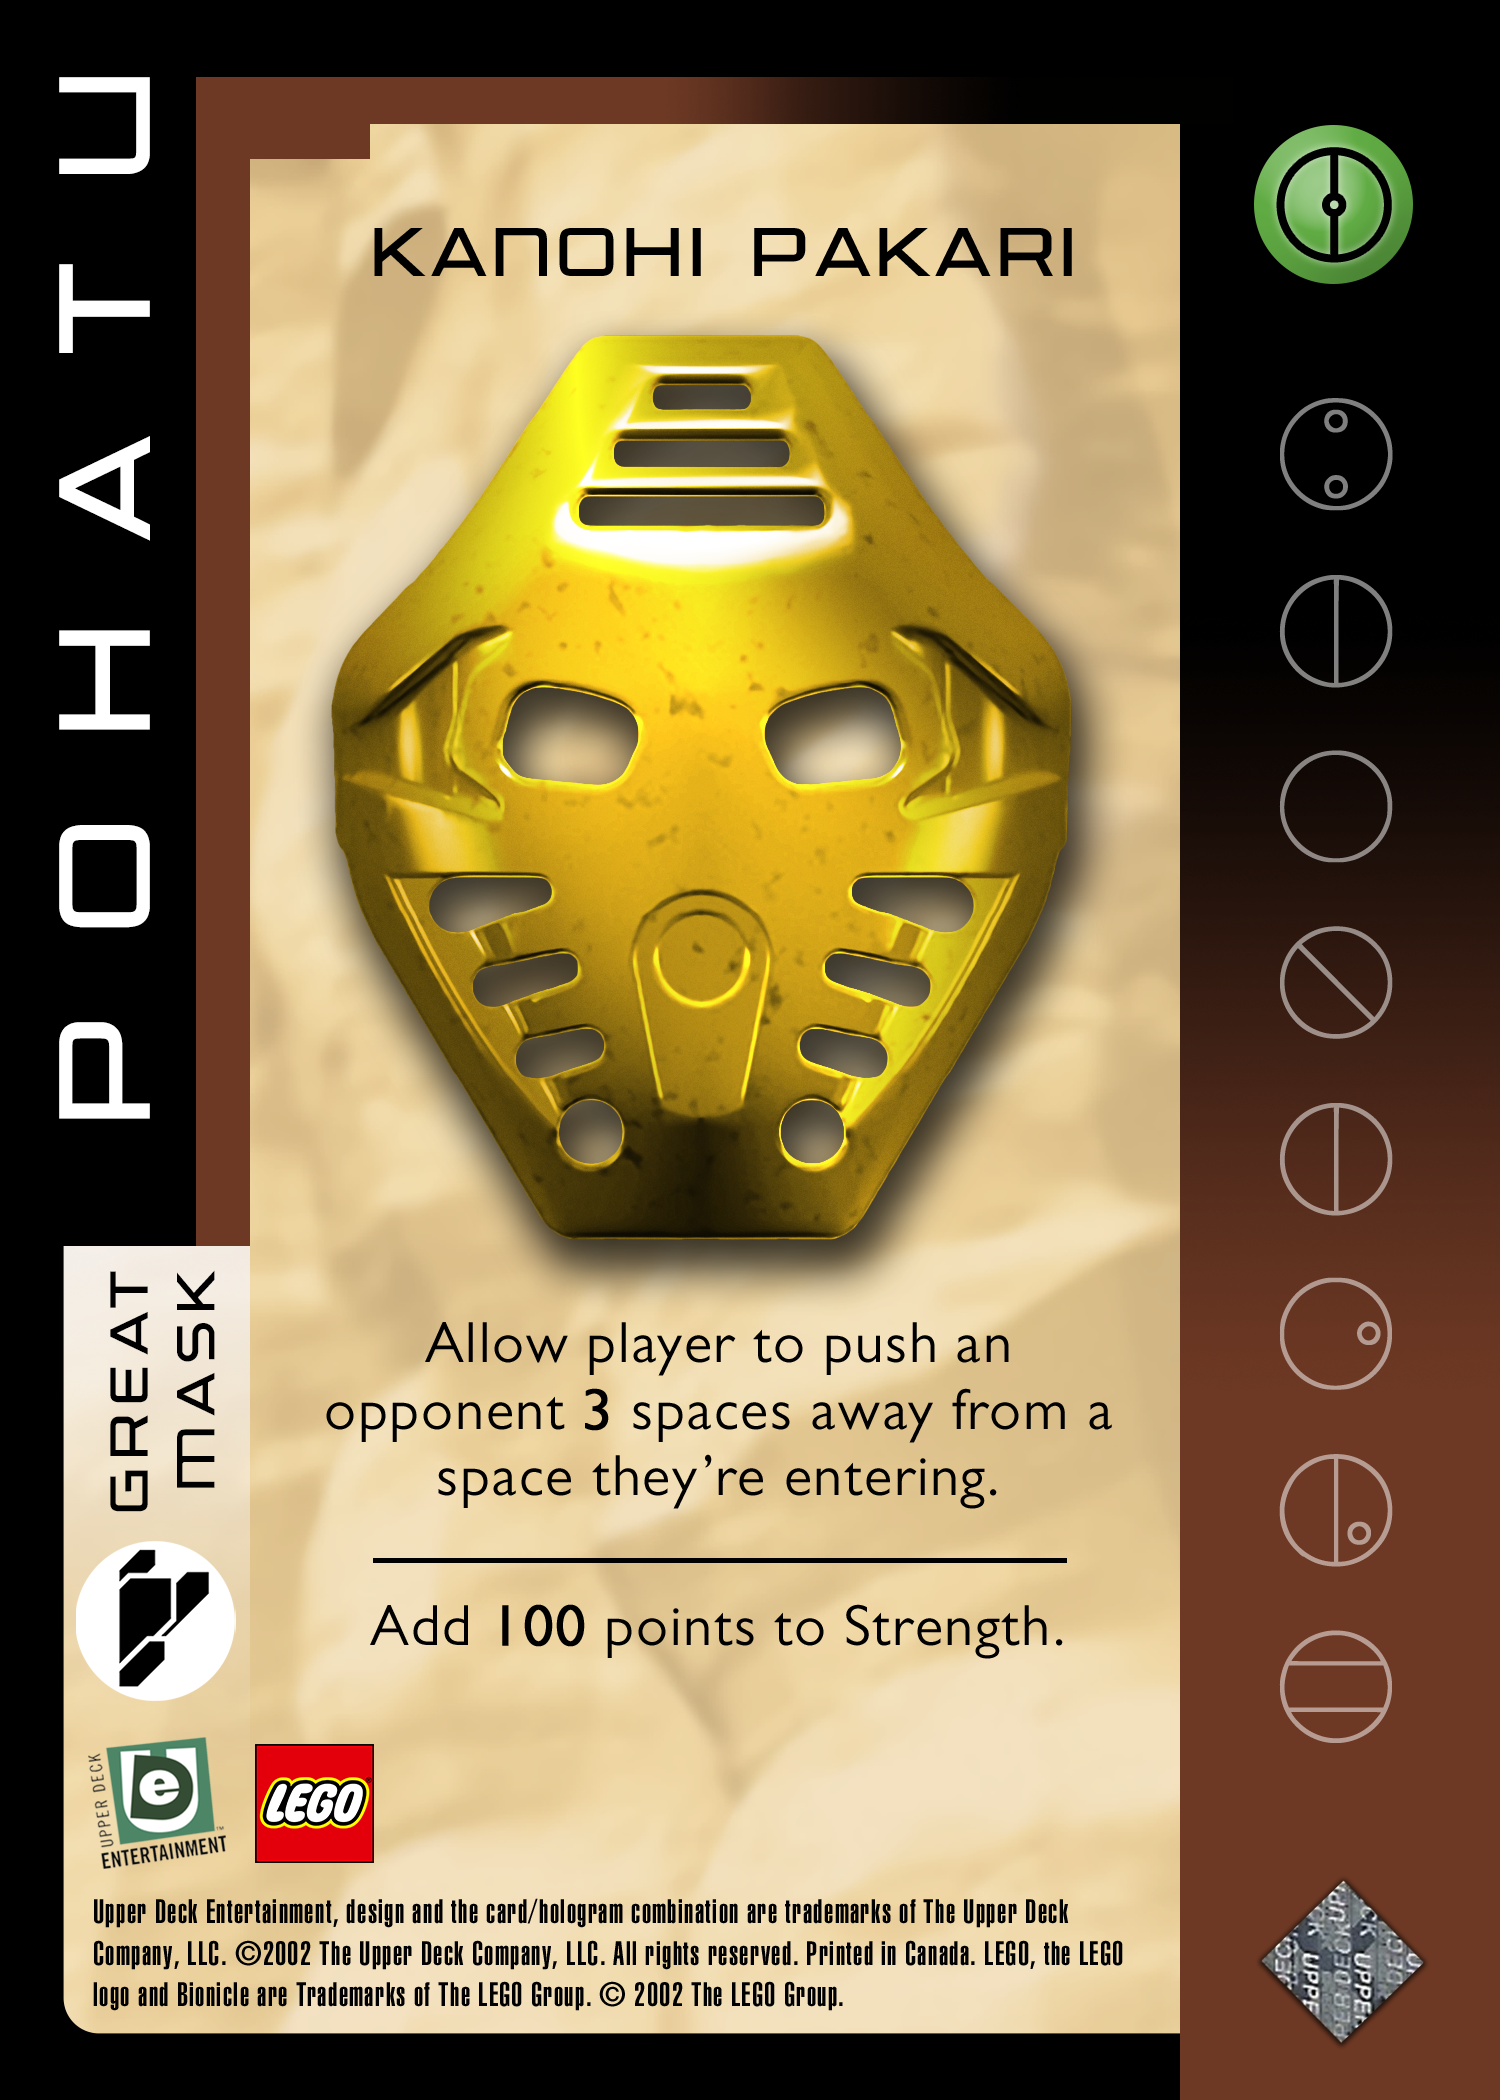 POHATU
KANOHI PAKARI
Allow player to push an
opponent 3 spaces away from a
space they're entering.
Add 100 points to Strength.
GREAT
MASK
UPPER DECK
e
ENTERTAINMENT™
LEGO
Upper Deck Entertainment, design and the card/hologram combination are trademarks of The Upper Deck
Company, LLC. ©2002 The Upper Deck Company, LLC. All rights reserved. Printed in Canada. LEGO, the LEGO
logo and Bionicle are Trademarks of The LEGO Group. © 2002 The LEGO Group.